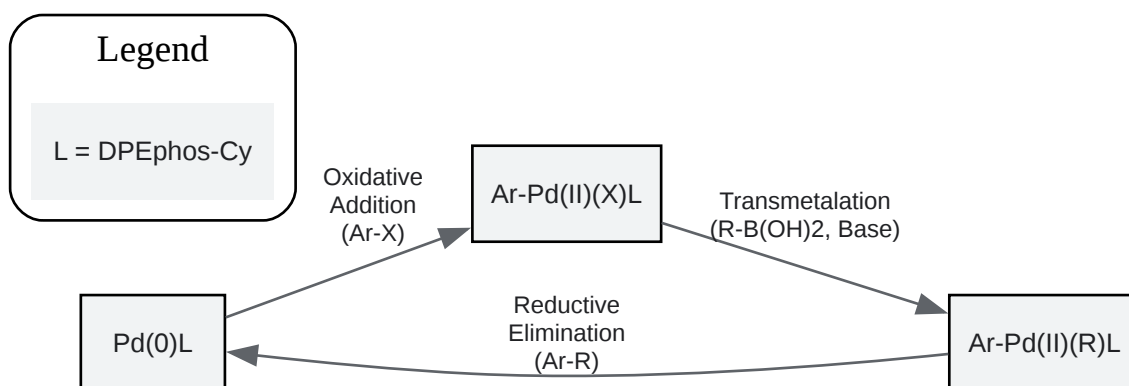 Legend
L = DPEphos-Cy
Oxidative
Addition
(Ar-X)
Ar-Pd(II)(X)L
Transmetalation
(R-B(OH)2, Base)
Pd(0)L
Reductive
Elimination
(Ar-R)
Ar-Pd(II)(R)L